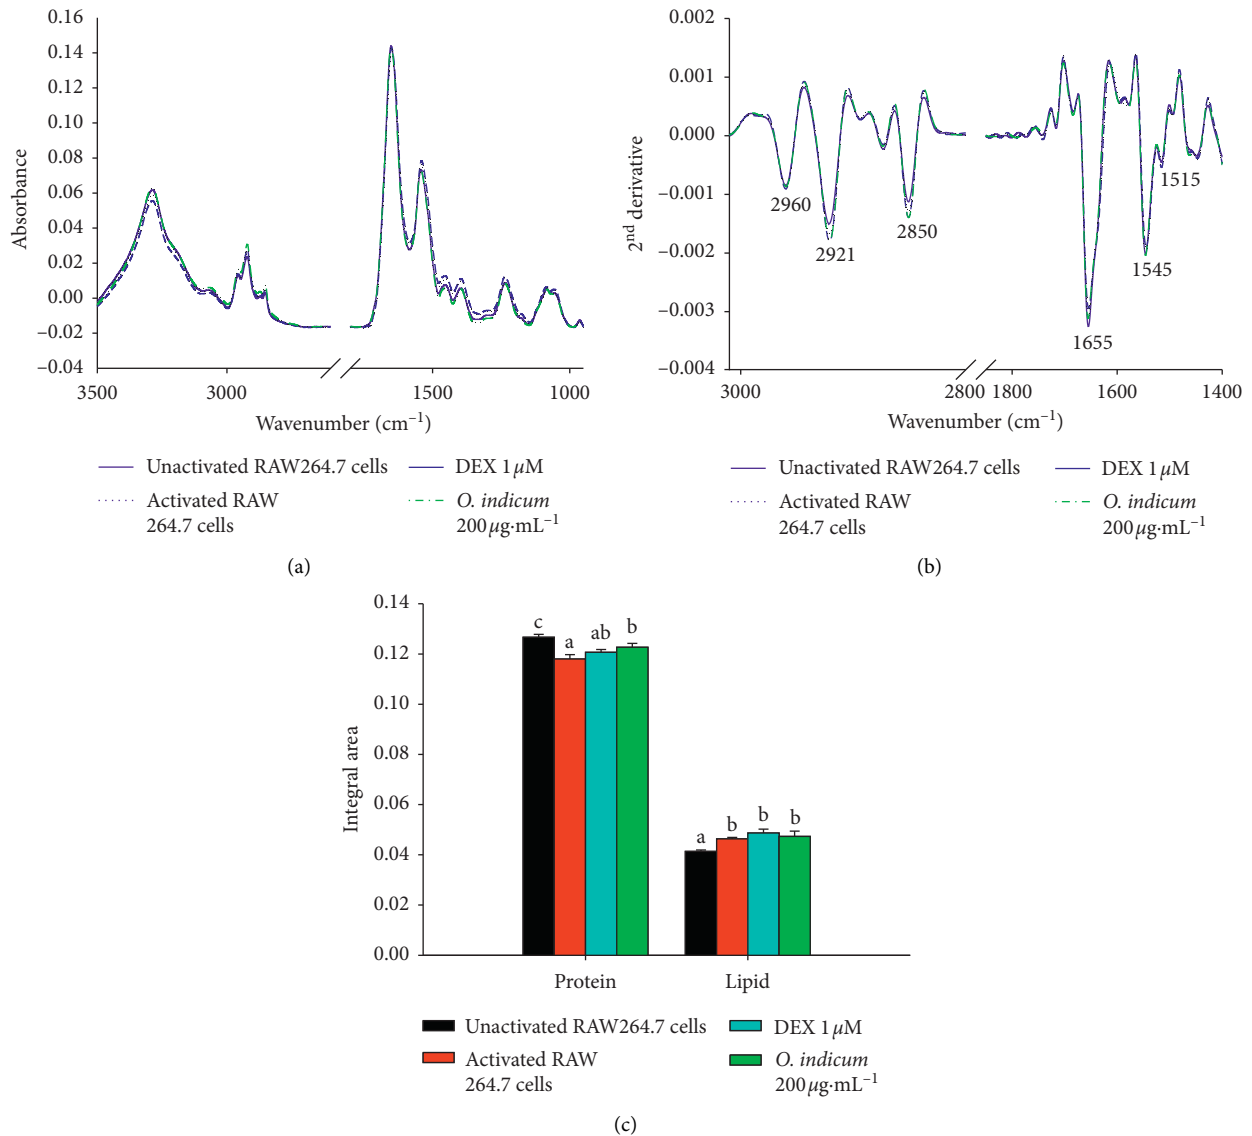 0.16
0.14
0.12
0.10
0.08
0.06
0.04
0.02
0.00
−0.02
−0.04
Absorbance
3500 3000 1500 1000
Wavenumber (cm⁻¹)
Unactivated RAW264.7 cells
Activated RAW
264.7 cells
DEX 1 μM
O. indicum
200 μg·mL⁻¹
(a)
0.002
0.001
0.000
−0.001
−0.002
−0.003
−0.004
2ⁿᵈ derivative
2960
2921
2850
1655
1545
1515
3000 2800 1800 1600 1400
Wavenumber (cm⁻¹)
Unactivated RAW264.7 cells
Activated RAW
264.7 cells
DEX 1 μM
O. indicum
200 μg·mL⁻¹
(b)
0.14
0.12
0.10
0.08
0.06
0.04
0.02
0.00
Integral area
c a ab b
a b b b
Protein Lipid
Unactivated RAW264.7 cells
Activated RAW
264.7 cells
DEX 1 μM
O. indicum
200 μg·mL⁻¹
(c)